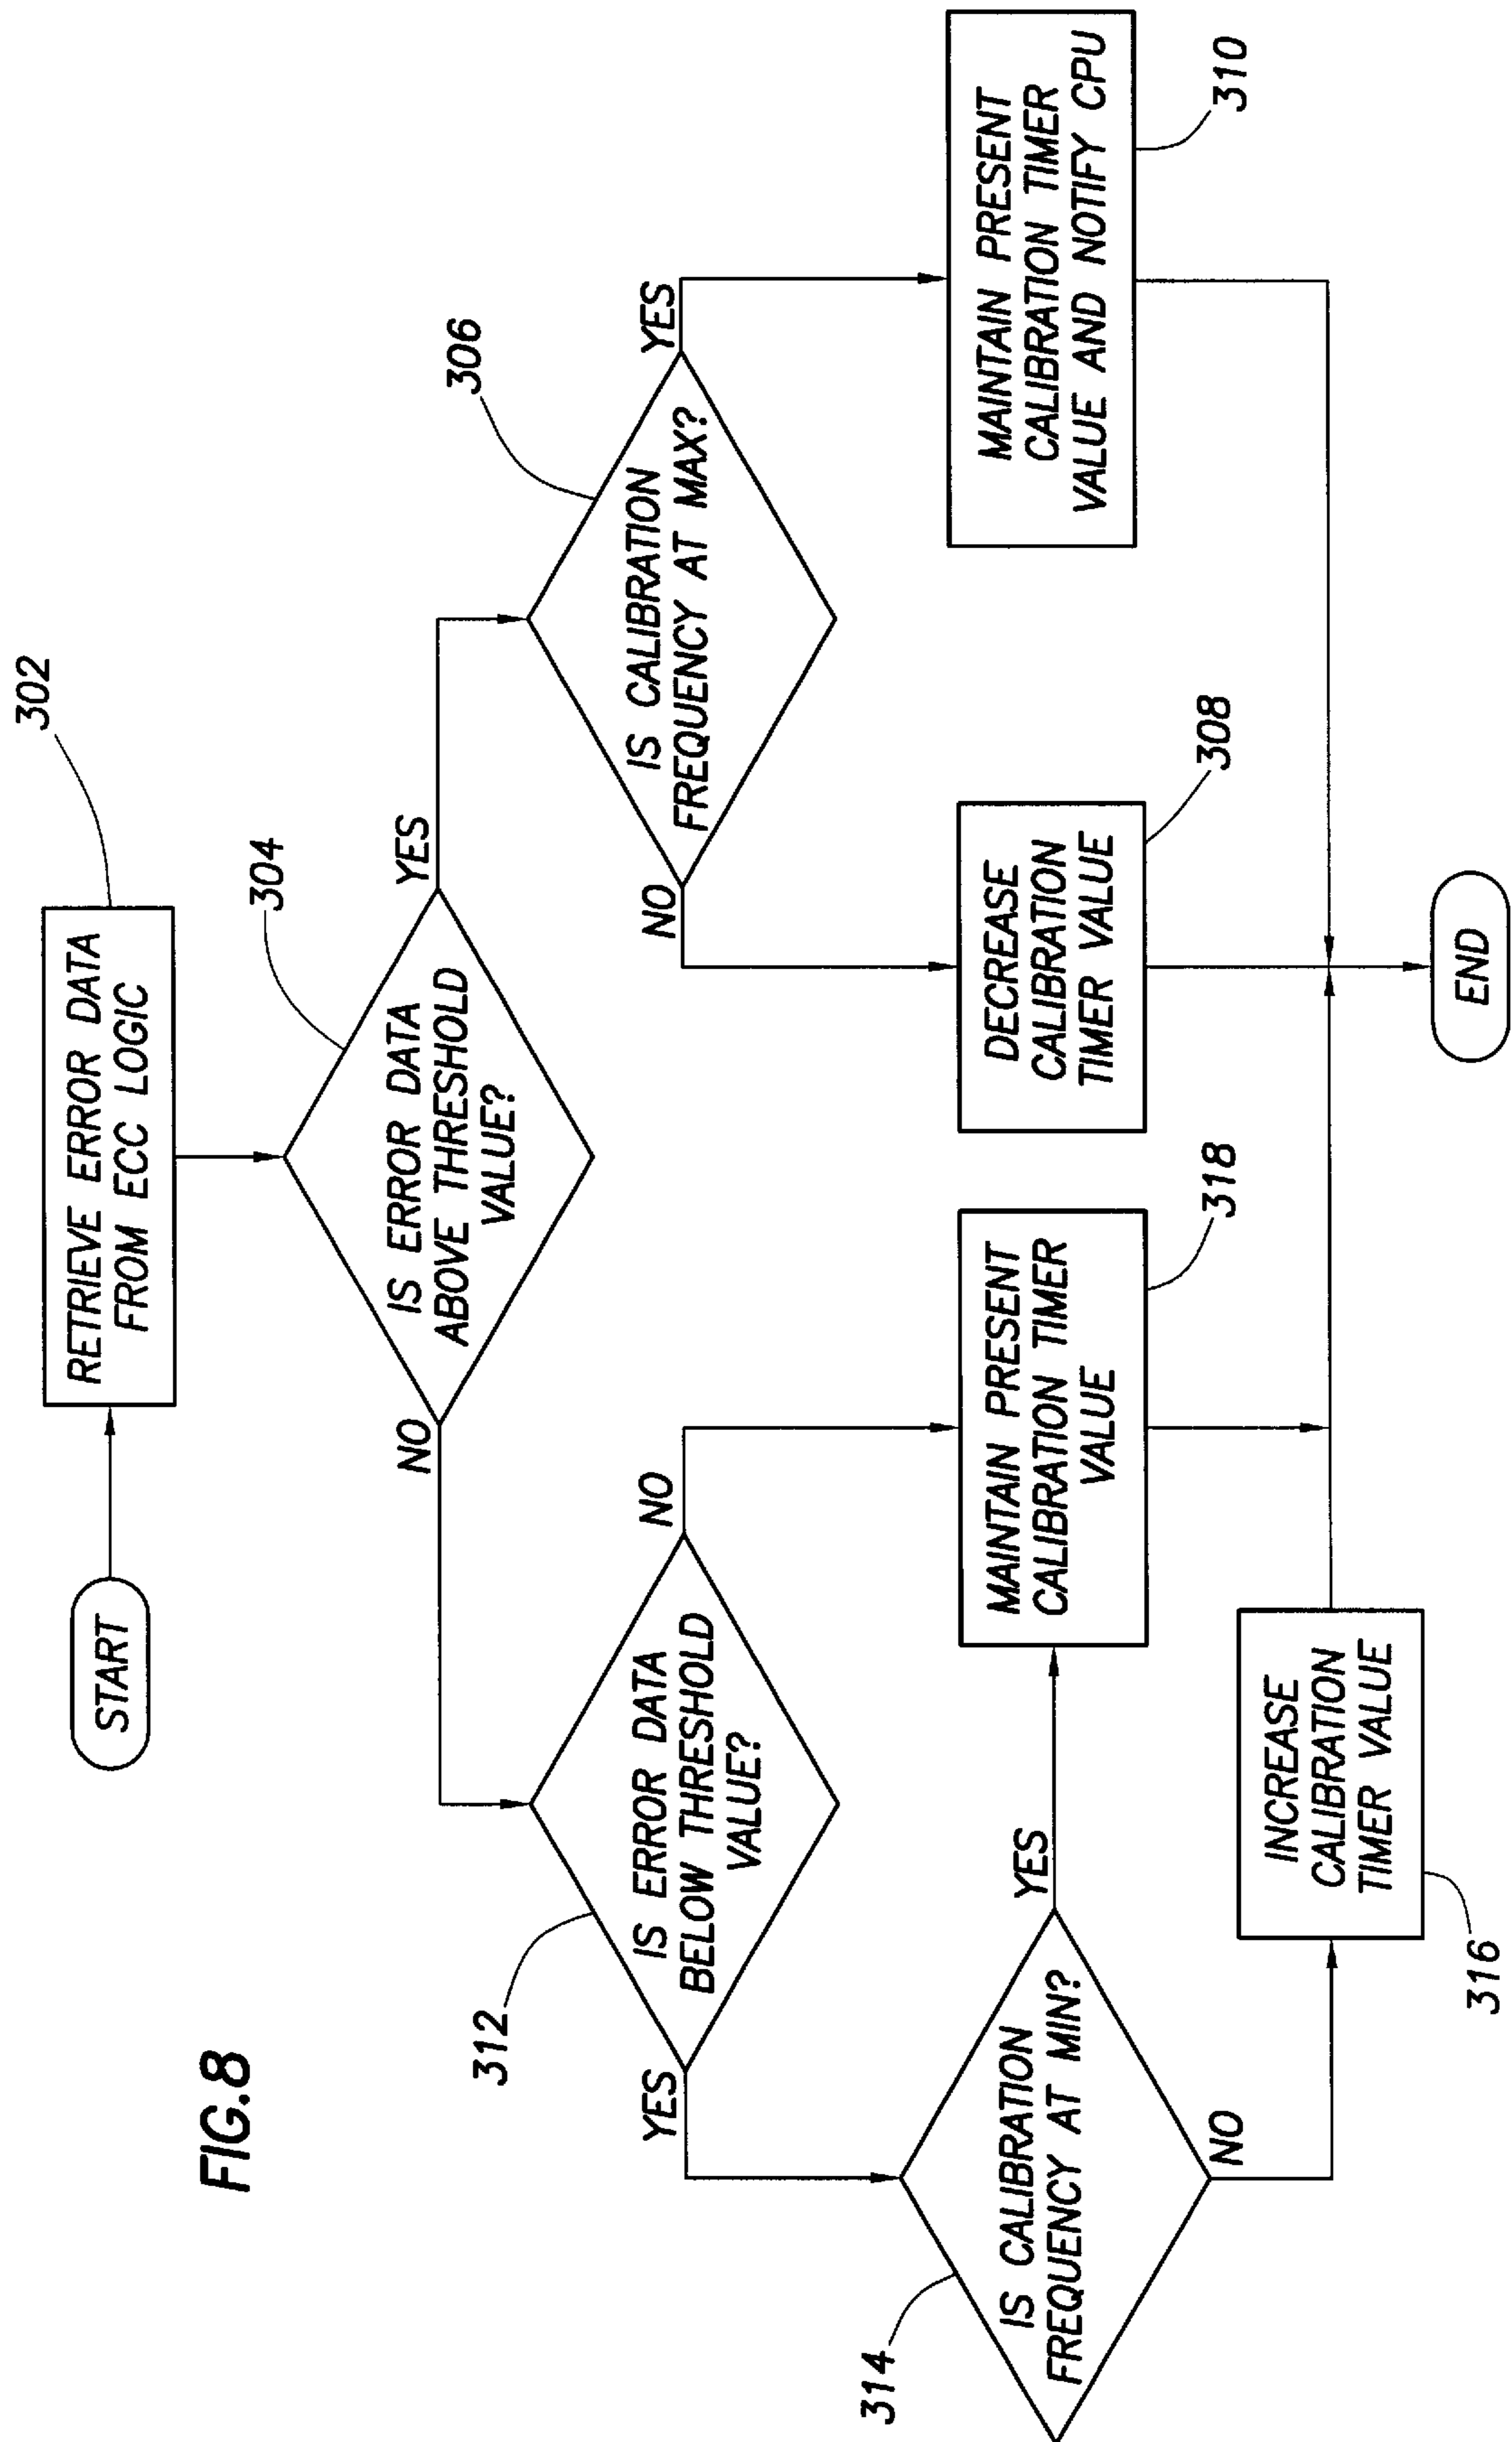 FIG.8
START
RETRIEVE ERROR DATA
FROM ECC LOGIC
302
IS ERROR DATA
ABOVE THRESHOLD
VALUE?
304
NO
YES
IS ERROR DATA
BELOW THRESHOLD
VALUE?
312
YES
NO
IS CALIBRATION
FREQUENCY AT MAX?
306
NO
YES
IS CALIBRATION
FREQUENCY AT MIN?
314
YES
NO
MAINTAIN PRESENT
CALIBRATION TIMER
VALUE
318
DECREASE
CALIBRATION
TIMER VALUE
308
MAINTAIN PRESENT
CALIBRATION TIMER
VALUE AND NOTIFY CPU
310
INCREASE
CALIBRATION
TIMER VALUE
316
END